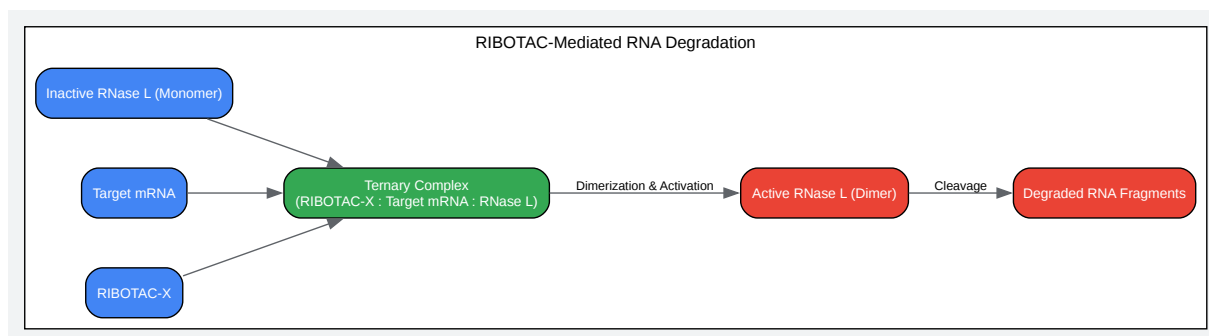 RIBOTAC-Mediated RNA Degradation
Inactive RNase L (Monomer)
Target mRNA
RIBOTAC-X
Ternary Complex
(RIBOTAC-X : Target mRNA : RNase L)
Dimerization & Activation
Active RNase L (Dimer)
Cleavage
Degraded RNA Fragments